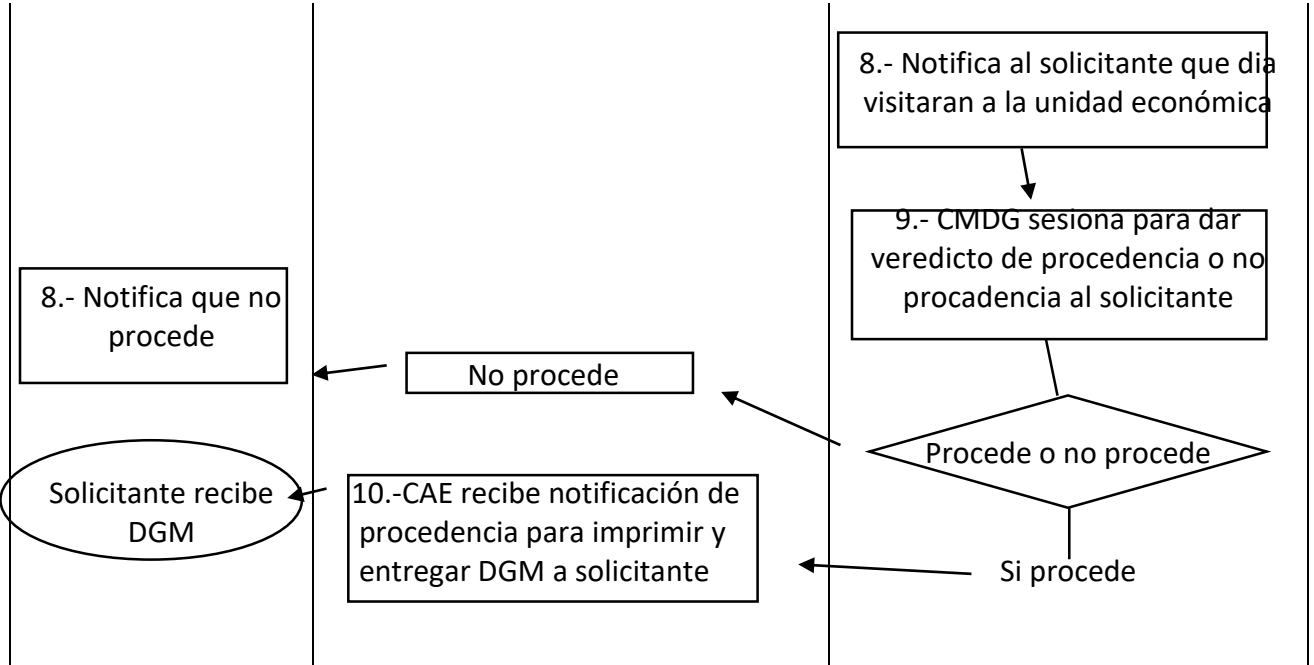 8.- Notifica al solicitante que dia
visitaran a la unidad económica
9.- CMDG sesiona para dar
veredicto de procedencia o no
procadencia al solicitante
8.- Notifica que no
procede
No procede
Procede o no procede
Solicitante recibe
DGM
10.-CAE recibe notificación de
procedencia para imprimir y
entregar DGM a solicitante
Si procede